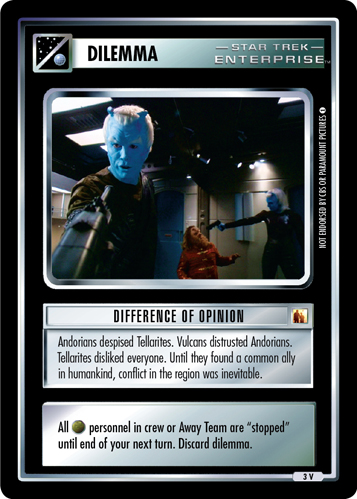 DILEMMA
STAR TREK
ENTERPRISE™
NOT ENDORSED BY CBS OR PARAMOUNT PICTURES
DIFFERENCE OF OPINION
Andorians despised Tellarites. Vulcans distrusted Andorians.
Tellarites disliked everyone. Until they found a common ally
in humankind, conflict in the region was inevitable.
All personnel in crew or Away Team are “stopped”
until end of your next turn. Discard dilemma.
3 V